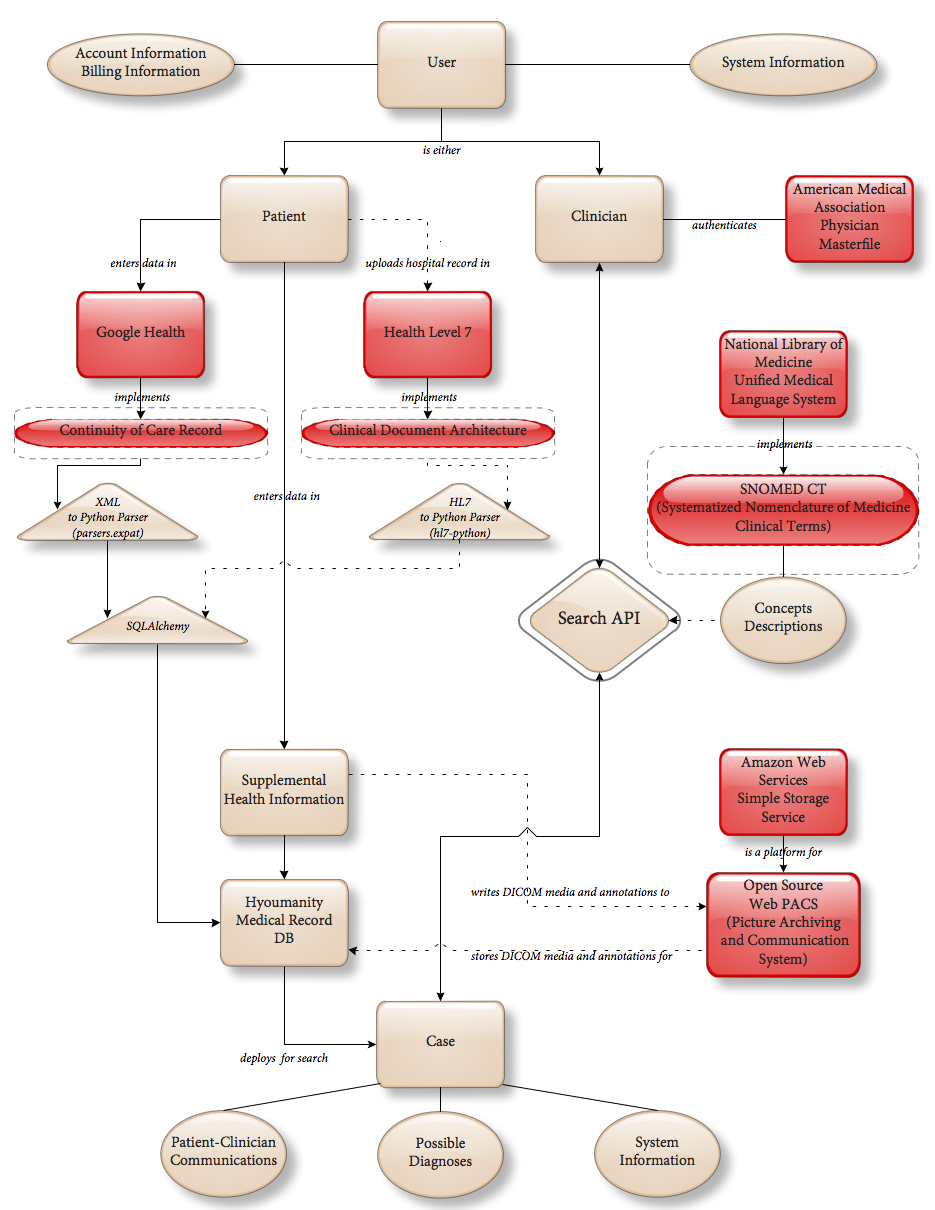 Account Information
Billing Information
User
System Information
is either
Patient
Clinician
American Medical
Association
Physician
Masterfile
authenticates
enters data in
uploads hospital record in
Google Health
Health Level 7
National Library of
Medicine
Unified Medical
Language System
implements
implements
Continuity of Care Record
Clinical Document Architecture
implements
SNOMED CT
(Systematized Nomenclature of Medicine
Clinical Terms)
XML
to Python Parser
(parsers.expat)
enters data in
HL7
to Python Parser
(hl7-python)
SQLAlchemy
Search API
Concepts
Descriptions
Supplemental
Health Information
Amazon Web
Services
Simple Storage
Service
is a platform for
Hyoumanity
Medical Record
DB
writes DICOM media and annotations to
Open Source
Web PACS
(Picture Archiving
and Communication
System)
stores DICOM media and annotations for
Case
deploys for search
Patient-Clinician
Communications
Possible
Diagnoses
System
Information